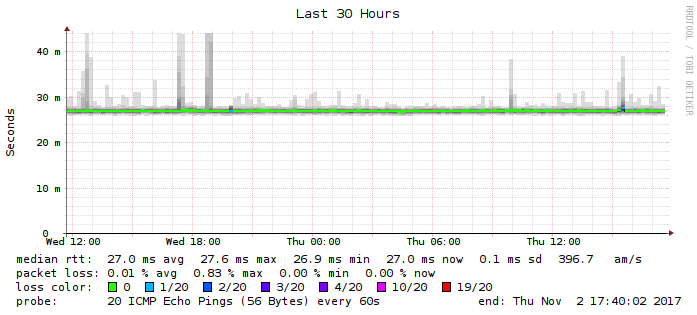 Last 30 Hours
RRDTOOL / TOBI OETIKER
Seconds
40 m
30 m
20 m
10 m
0
Wed 12:00 Wed 18:00 Thu 00:00 Thu 06:00 Thu 12:00
median rtt: 27.0 ms avg 27.6 ms max 26.9 ms min 27.0 ms now 0.1 ms sd 396.7 am/s
packet loss: 0.01 % avg 0.83 % max 0.00 % min 0.00 % now
loss color: 0 1/20 2/20 3/20 4/20 10/20 19/20
probe: 20 ICMP Echo Pings (56 Bytes) every 60s end: Thu Nov 2 17:40:02 2017